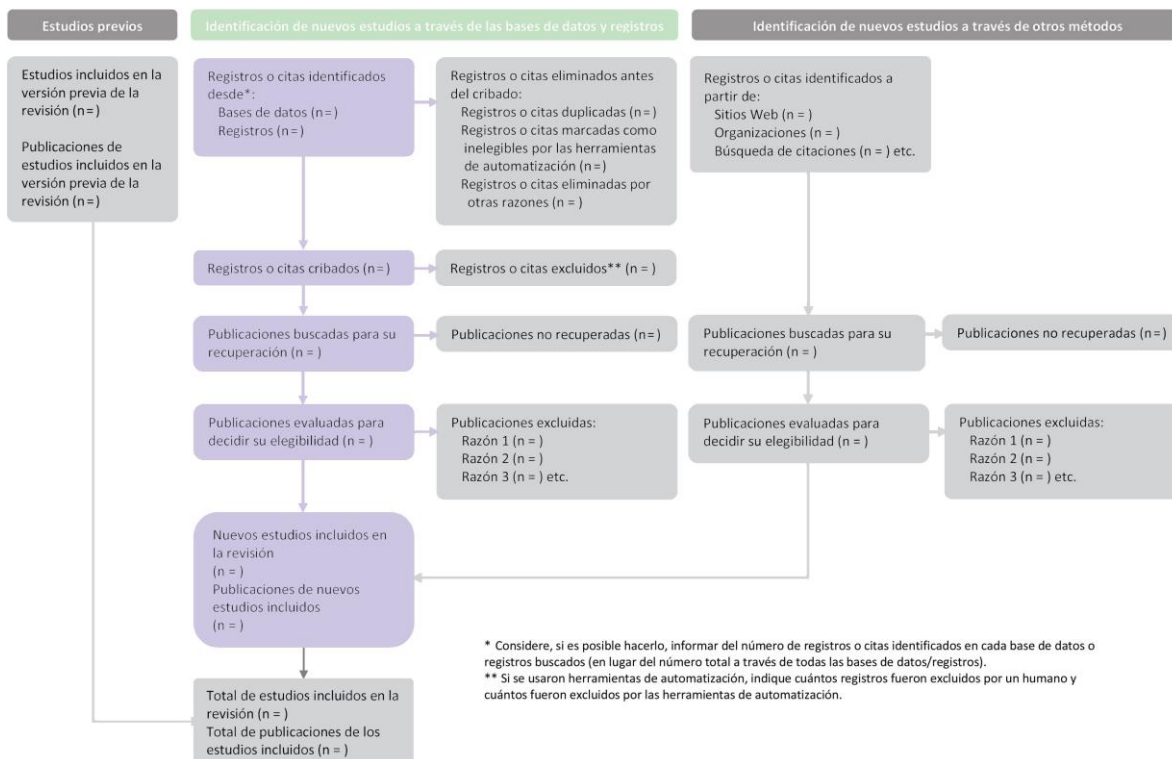 Estudios previos
Identificación de nuevos estudios a través de las bases de datos y registros
Identificación de nuevos estudios a través de otros métodos
Estudios incluidos en la
versión previa de la
revisión (n=)
Publicaciones de
estudios incluidos en la
versión previa de la
revisión (n=)
Registros o citas identificados
desde*:
Bases de datos (n=)
Registros (n=)
Registros o citas eliminados antes
del cribado:
Registros o citas duplicadas (n=)
Registros o citas marcadas como
inelegibles por las herramientas
de automatización (n=)
Registros o citas eliminadas por
otras razones (n= )
Registros o citas identificados a
partir de:
Sitios Web (n= )
Organizaciones (n= )
Búsqueda de citaciones (n= ) etc.
Registros o citas cribados (n=)
Registros o citas excluidos** (n= )
Publicaciones buscadas para su
recuperación (n= )
Publicaciones no recuperadas (n=)
Publicaciones buscadas para su
recuperación (n= )
Publicaciones no recuperadas (n=)
Publicaciones evaluadas para
decidir su elegibilidad (n= )
Publicaciones excluidas:
Razón 1 (n= )
Razón 2 (n= )
Razón 3 (n= ) etc.
Publicaciones evaluadas para
decidir su elegibilidad (n= )
Publicaciones excluidas:
Razón 1 (n= )
Razón 2 (n= )
Razón 3 (n= ) etc.
Nuevos estudios incluidos en
la revisión
(n= )
Publicaciones de nuevos
estudios incluidos
(n= )
Total de estudios incluidos en la
revisión (n= )
Total de publicaciones de los
estudios incluidos (n= )
* Considere, si es posible hacerlo, informar del número de registros o citas identificados en cada base de datos o
registros buscados (en lugar del número total a través de todas las bases de datos/registros).
** Si se usaron herramientas de automatización, indique cuántos registros fueron excluidos por un humano y
cuántos fueron excluidos por las herramientas de automatización.